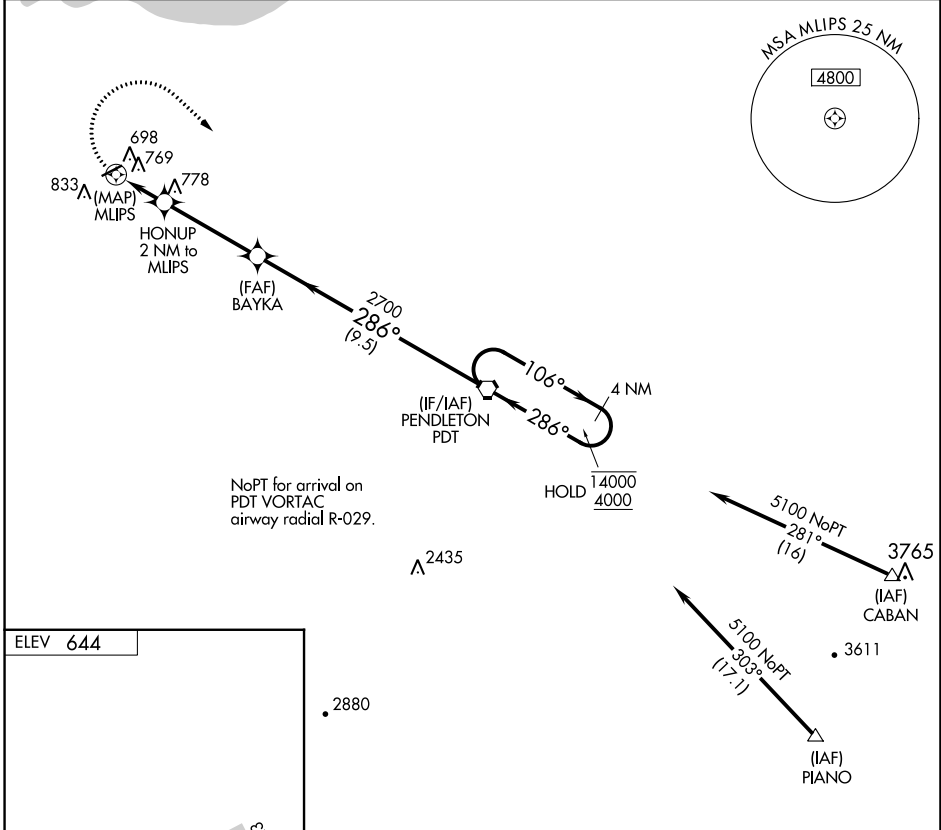 MSA MLIPS 25 NM
4800
698
769
833
778
(MAP)
MLIPS
HONUP
2 NM to
MLIPS
(FAF)
BAYKA
2700
286°
(9.5)
106°
4 NM
(IF/IAF)
PENDLETON
PDT
286°
HOLD
14000
4000
NoPT for arrival on
PDT VORTAC
airway radial R-029.
5100 NoPT
281°
(16)
3765
(IAF)
CABAN
2435
5100 NoPT
303°
(17.1)
3611
ELEV 644
2880
(IAF)
PIANO